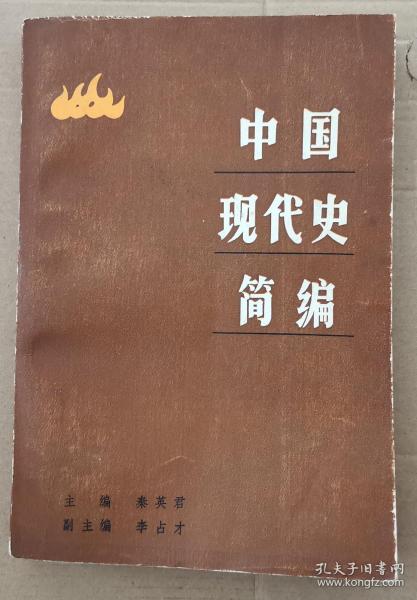 中国
现代史
简编
主编 秦英君
副主编 李占才
孔夫子旧书网
www.kongfz.com